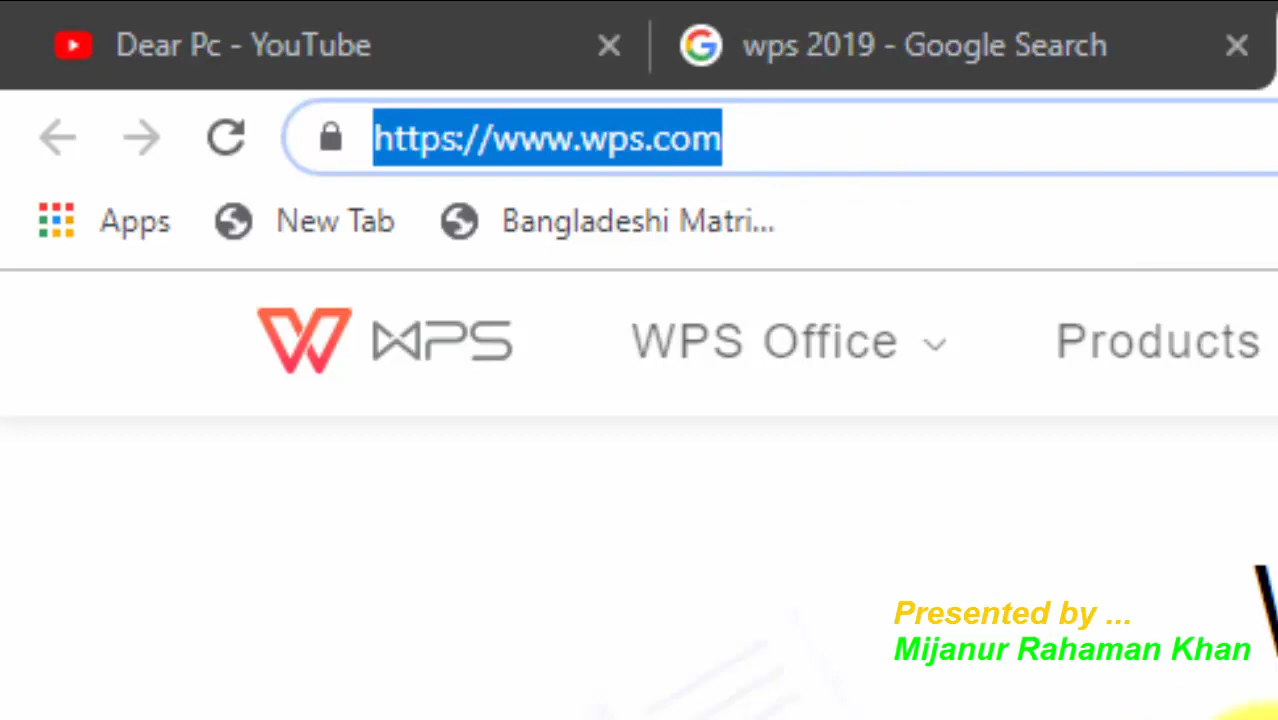 Dear Pc - YouTube
wps 2019 - Google Search
https://www.wps.com
Apps
New Tab
Bangladeshi Matri...
WPS
WPS Office
Products
Presented by ...
Mijanur Rahaman Khan